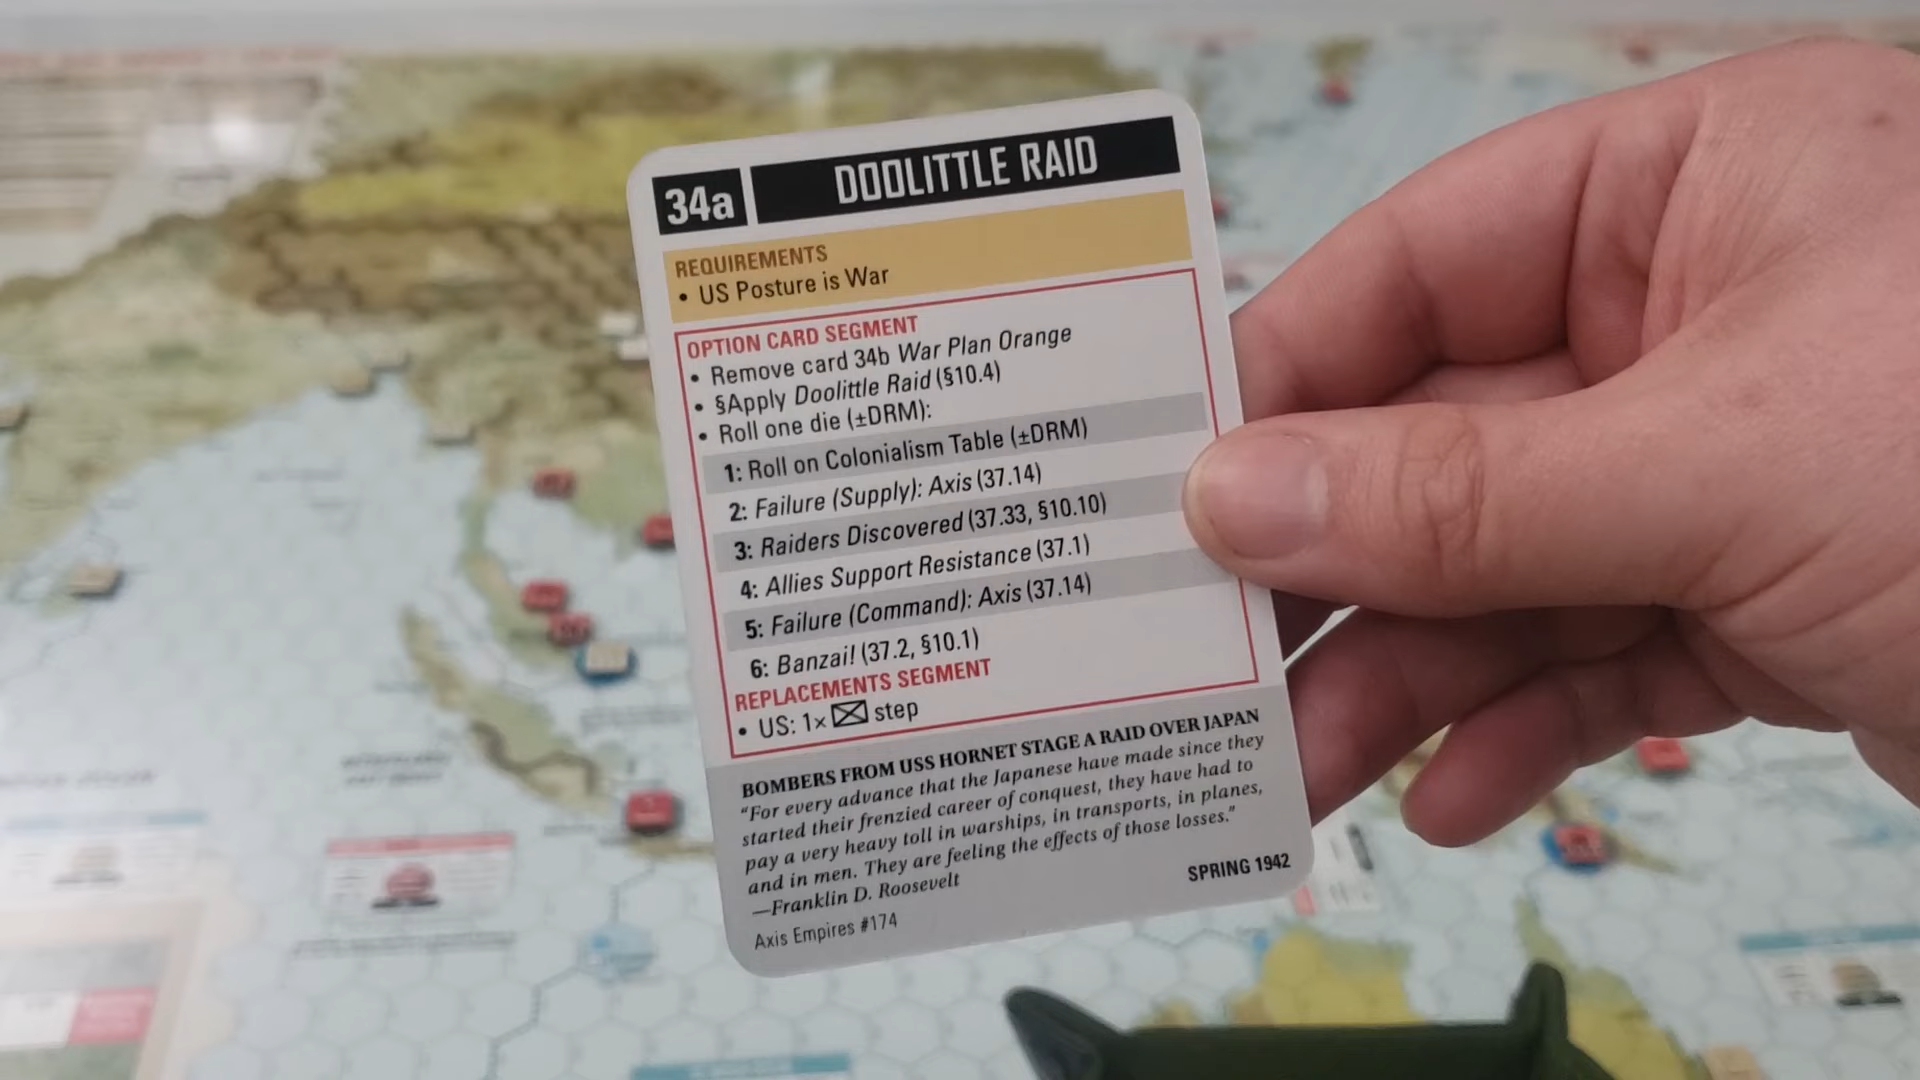 34a DOOLITTLE RAID
REQUIREMENTS
• US Posture is War
OPTION CARD SEGMENT
• Remove card 34b War Plan Orange
• §Apply Doolittle Raid (§10.4)
• Roll one die (±DRM):
1: Roll on Colonialism Table (±DRM)
2: Failure (Supply): Axis (37.14)
3: Raiders Discovered (37.33, §10.10)
4: Allies Support Resistance (37.1)
5: Failure (Command): Axis (37.14)
6: Banzai! (37.2, §10.1)
REPLACEMENTS SEGMENT
• US: 1× step
BOMBERS FROM USS HORNET STAGE A RAID OVER JAPAN
“For every advance that the Japanese have made since they
started their frenzied career of conquest, they have had to
pay a very heavy toll in warships, in transports, in planes,
and in men. They are feeling the effects of those losses.”
—Franklin D. Roosevelt
SPRING 1942
Axis Empires #174